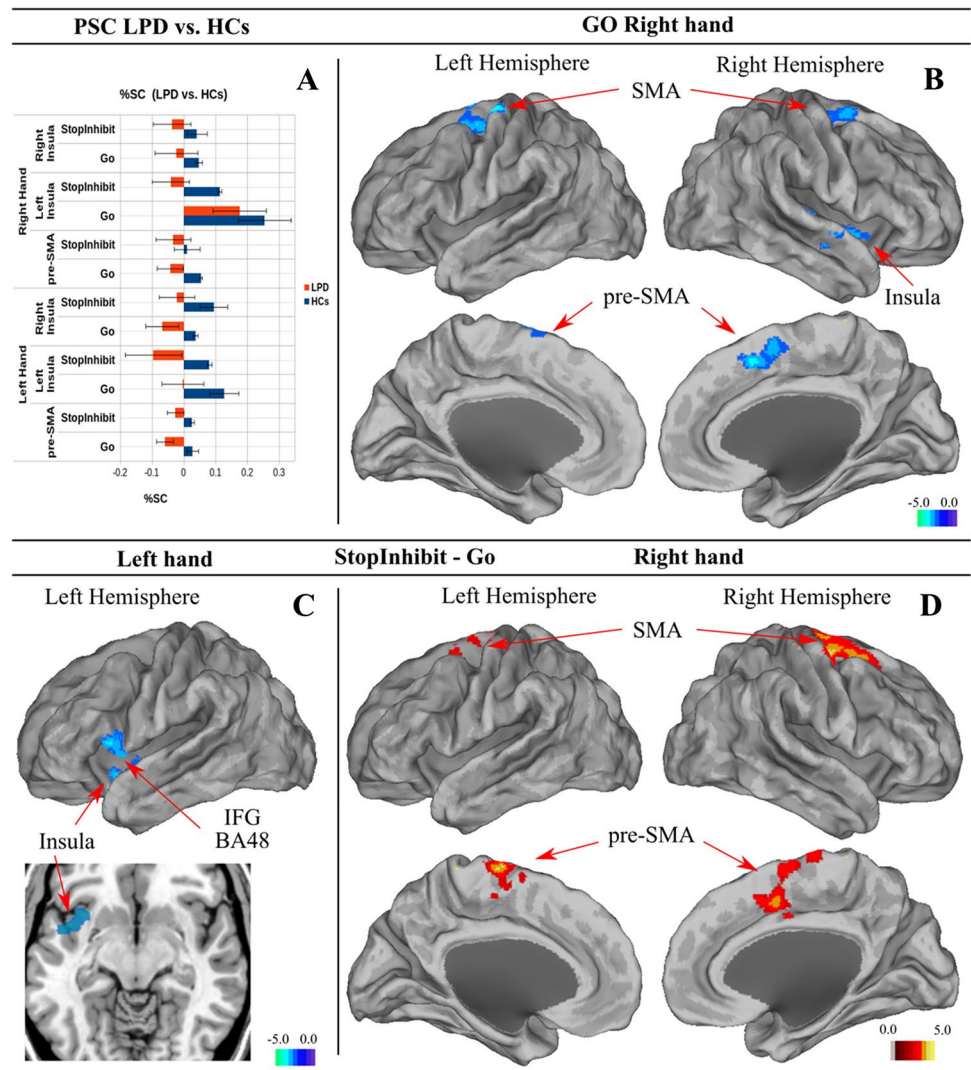 PSC LPD vs. HCs
GO Right hand
A
%SC (LPD vs. HCs)
Right Hand
Right Insula
StopInhibit
Go
Left Insula
StopInhibit
Go
pre-SMA
StopInhibit
Go
Left Hand
Right Insula
StopInhibit
Go
Left Insula
StopInhibit
Go
pre-SMA
StopInhibit
Go
LPD
HCs
-0.2 -0.1 0 0.1 0.2 0.3
%SC
Left Hemisphere
Right Hemisphere
B
SMA
Insula
pre-SMA
-5.0 0.0
Left hand
StopInhibit - Go
Right hand
Left Hemisphere
C
IFG
BA48
Insula
-5.0 0.0
Left Hemisphere
Right Hemisphere
D
SMA
pre-SMA
0.0 5.0